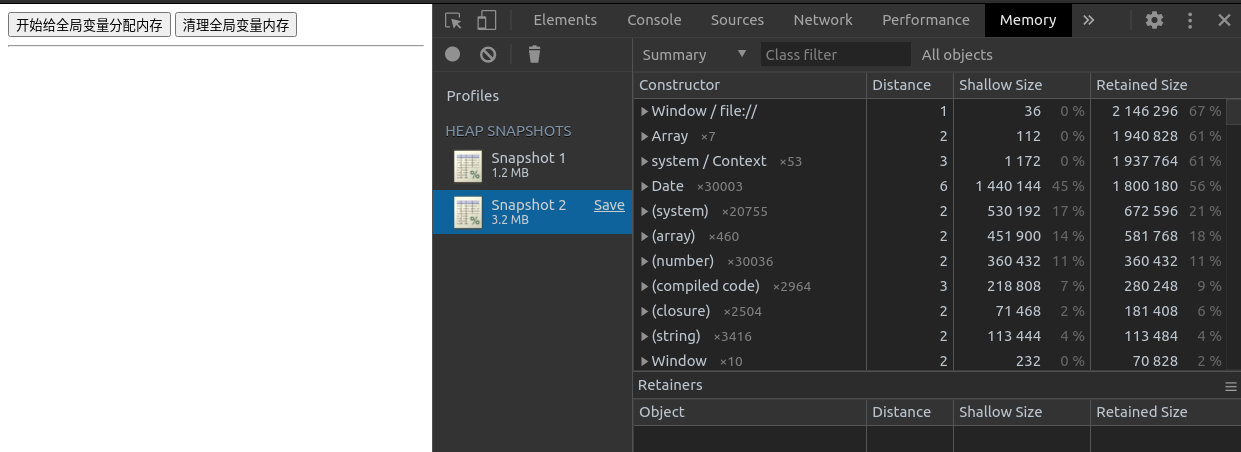 开始给全局变量分配内存 清理全局变量内存
Elements Console Sources Network Performance Memory »
Profiles
HEAP SNAPSHOTS
Snapshot 1
1.2 MB
Snapshot 2 Save
3.2 MB
Summary Class filter All objects
Constructor Distance Shallow Size Retained Size
Window / file:// 1 36 0 % 2 146 296 67 %
Array ×7 2 112 0 % 1 940 828 61 %
system / Context ×53 3 1 172 0 % 1 937 764 61 %
Date ×30003 6 1 440 144 45 % 1 800 180 56 %
(system) ×20755 2 530 192 17 % 672 596 21 %
(array) ×460 2 451 900 14 % 581 768 18 %
(number) ×30036 2 360 432 11 % 360 432 11 %
(compiled code) ×2964 3 218 808 7 % 280 248 9 %
(closure) ×2504 2 71 468 2 % 181 408 6 %
(string) ×3416 2 113 444 4 % 113 484 4 %
Window ×10 2 232 0 % 70 828 2 %
Retainers
Object Distance Shallow Size Retained Size